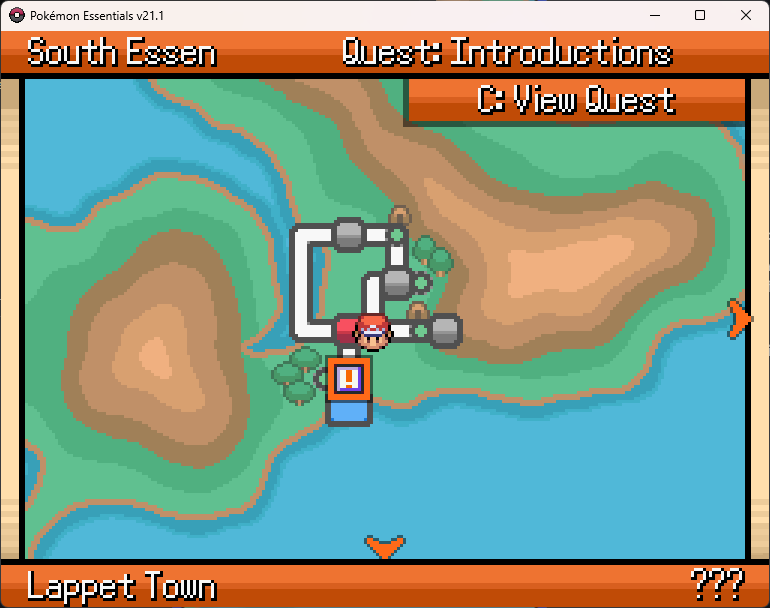 Pokémon Essentials v21.1
South Essen
Quest: Introductions
C: View Quest
!
Lappet Town
???